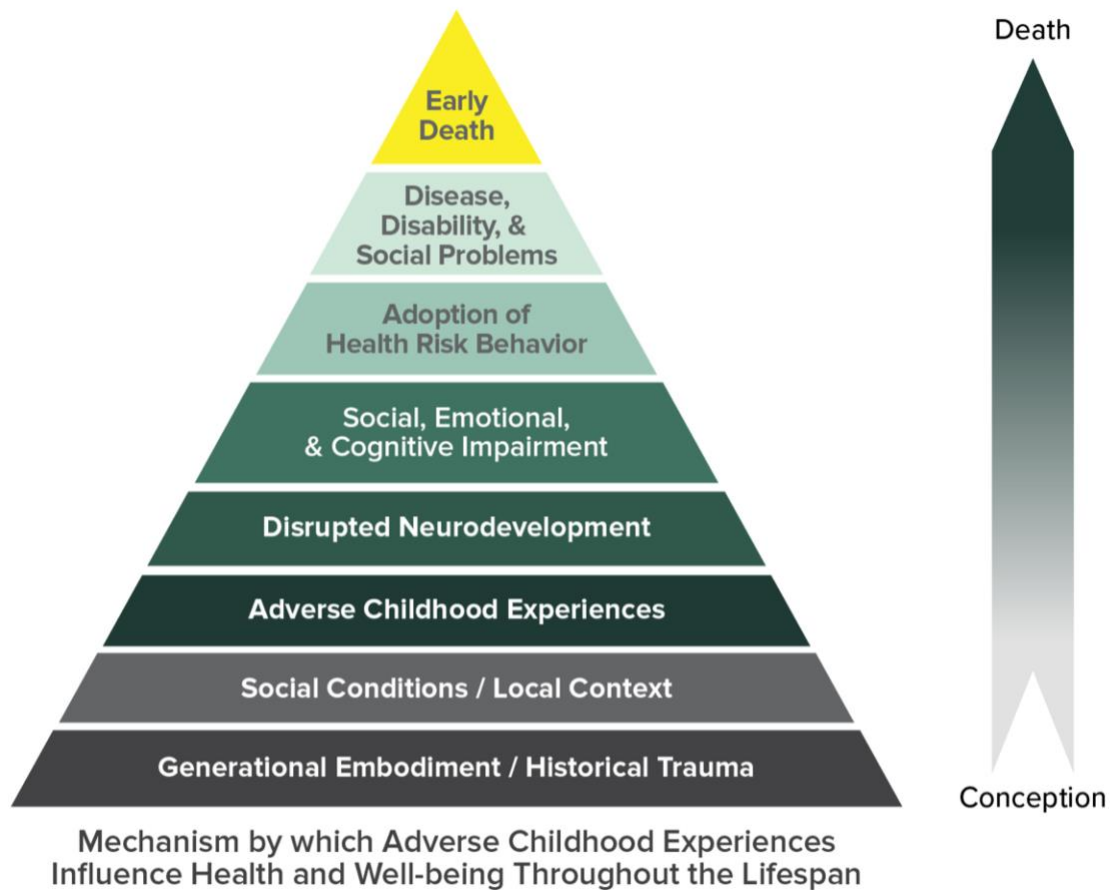 Death
Early
Death
Disease,
Disability, &
Social Problems
Adoption of
Health Risk Behavior
Social, Emotional,
& Cognitive Impairment
Disrupted Neurodevelopment
Adverse Childhood Experiences
Social Conditions / Local Context
Generational Embodiment / Historical Trauma
Conception
Mechanism by which Adverse Childhood Experiences
Influence Health and Well-being Throughout the Lifespan